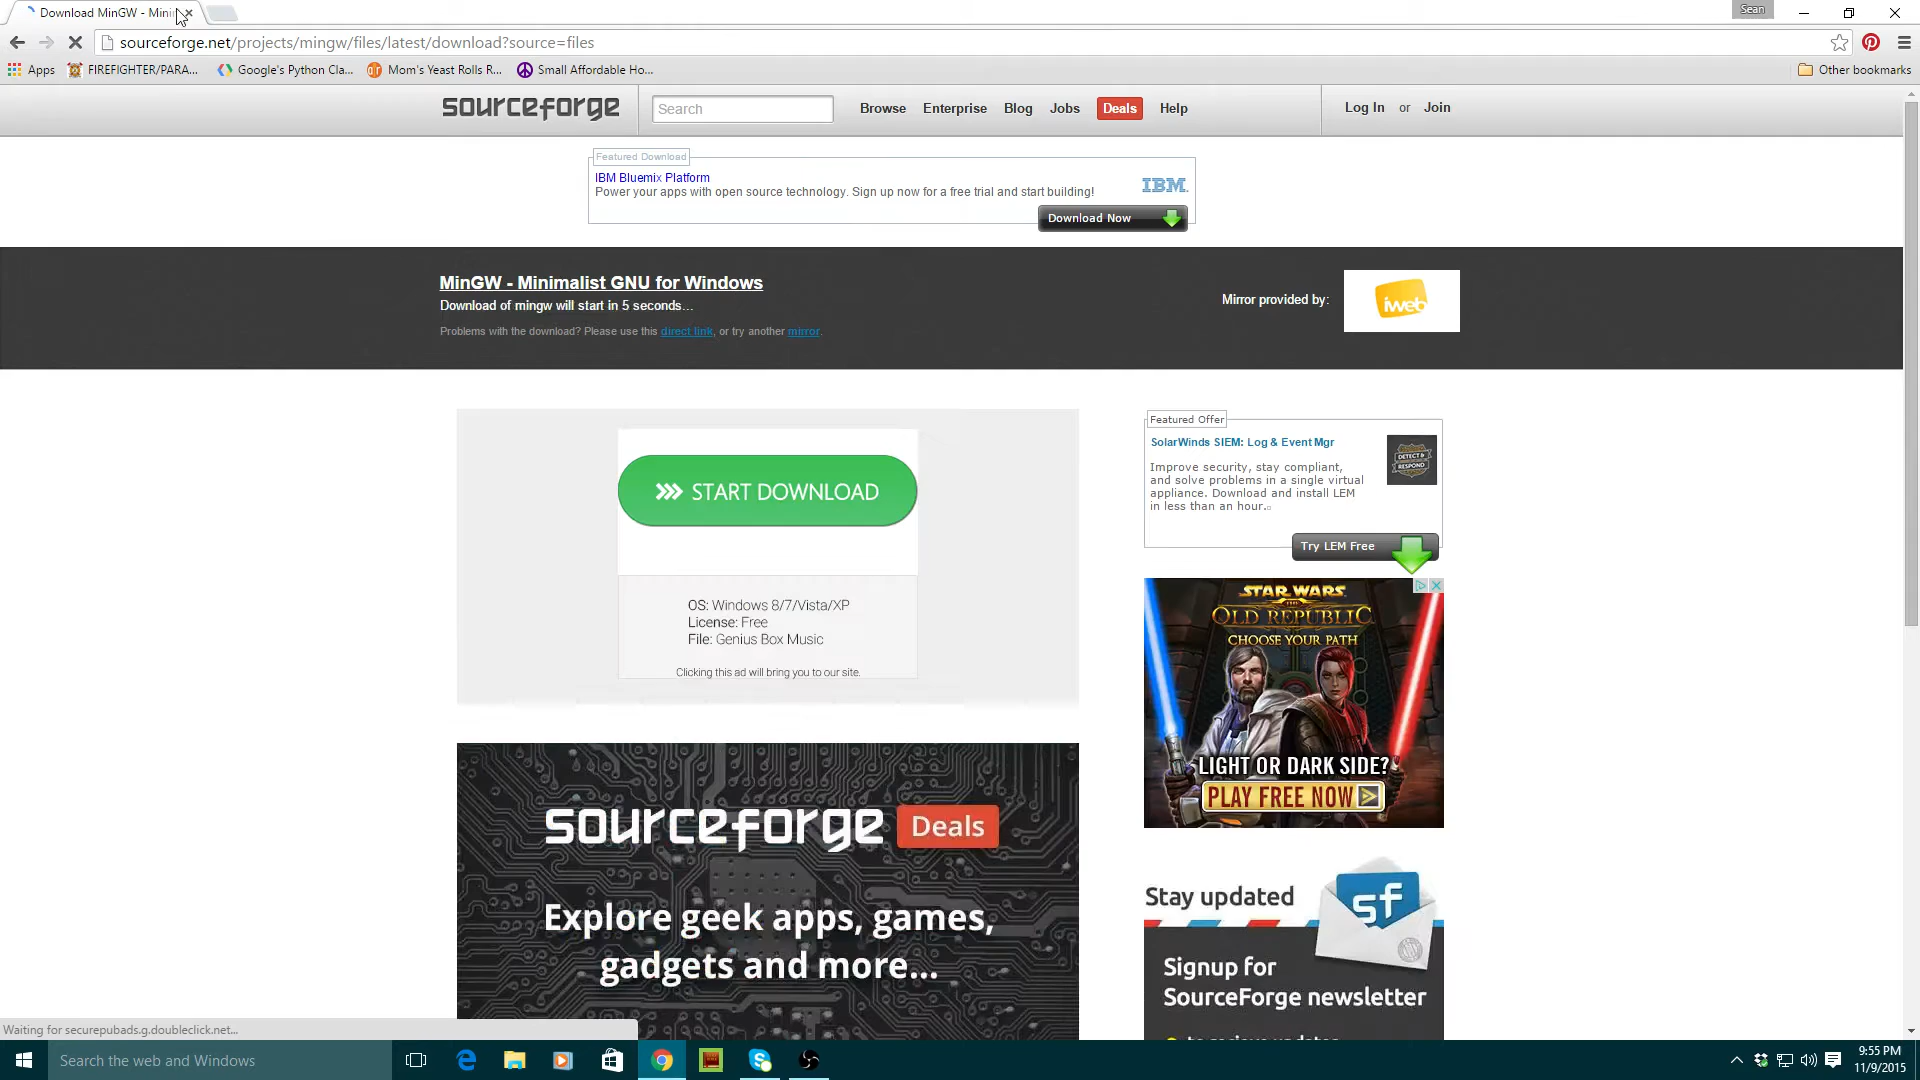 Download MinGW - Mini
Sean
sourceforge.net/projects/mingw/files/latest/download?source=files
Apps
FIREFIGHTER/PARA...
Google's Python Cla...
Mom's Yeast Rolls R...
Small Affordable Ho...
Other bookmarks
sourceforge
Search
Browse
Enterprise
Blog
Jobs
Deals
Help
Log In or Join
Featured Download
IBM Bluemix Platform
Power your apps with open source technology. Sign up now for a free trial and start building!
IBM
Download Now
MinGW - Minimalist GNU for Windows
Download of mingw will start in 5 seconds...
Problems with the download? Please use this direct link, or try another mirror.
Mirror provided by:
iweb
START DOWNLOAD
OS: Windows 8/7/Vista/XP
License: Free
File: Genius Box Music
Clicking this ad will bring you to our site.
Featured Offer
SolarWinds SIEM: Log & Event Mgr
Improve security, stay compliant,
and solve problems in a single virtual
appliance. Download and install LEM
in less than an hour.
DETECT &
RESPOND
Try LEM Free
STAR WARS
THE
OLD REPUBLIC
CHOOSE YOUR PATH
LIGHT OR DARK SIDE?
PLAY FREE NOW
sourceforge Deals
Explore geek apps, games,
gadgets and more...
Stay updated
sf
Signup for
SourceForge newsletter
Waiting for securepubads.g.doubleclick.net...
Search the web and Windows
9:55 PM
11/9/2015